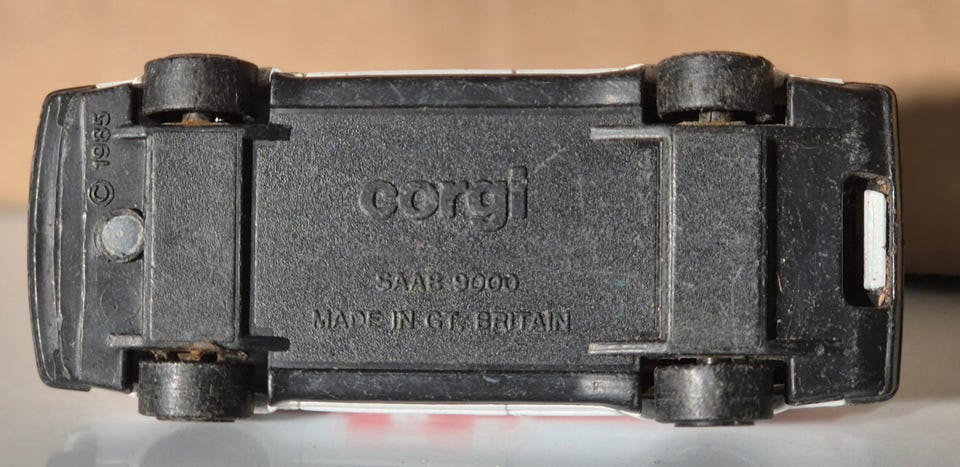 © 1985
corgi
SAAB 9000
MADE IN GT. BRITAIN